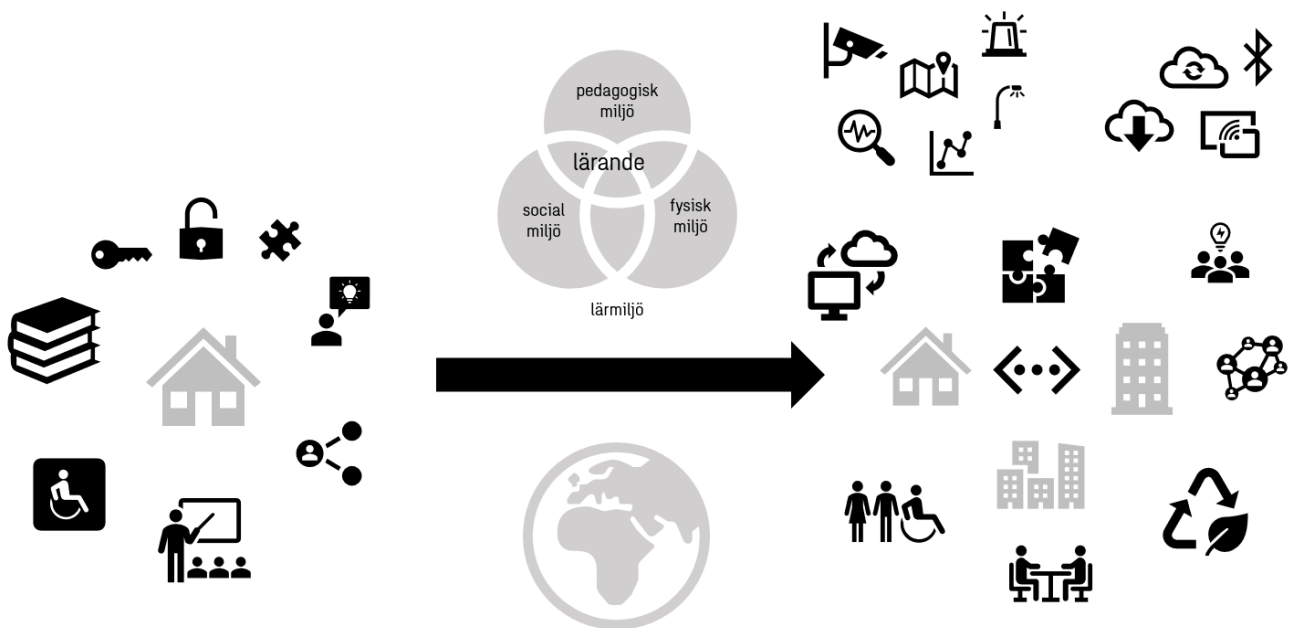 pedagogisk
miljö
lärande
social
miljö
fysisk
miljö
lärmiljö